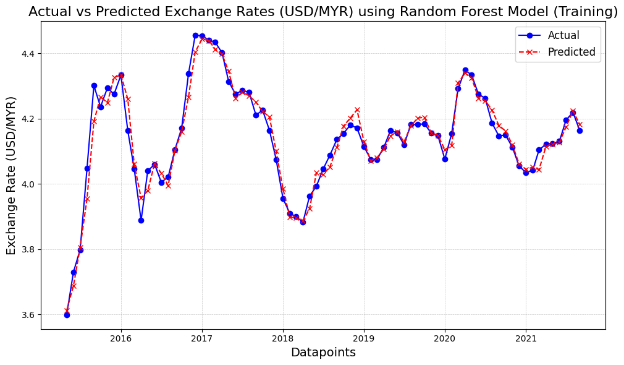 Actual vs Predicted Exchange Rates (USD/MYR) using Random Forest Model (Training)
Actual
Predicted
Exchange Rate (USD/MYR)
4.4
4.2
4.0
3.8
3.6
2016 2017 2018 2019 2020 2021
Datapoints